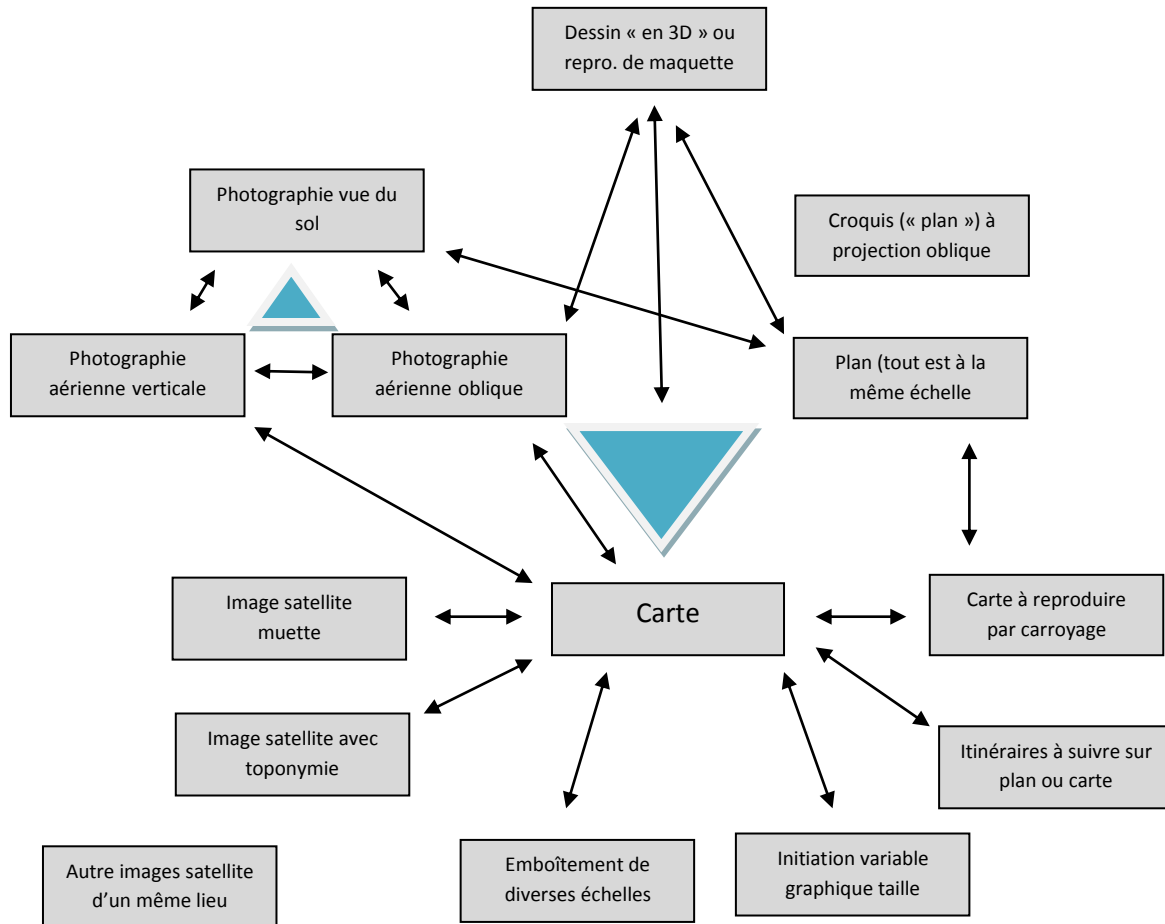 Dessin « en 3D » ou
repro. de maquette
Photographie vue du
sol
Croquis (« plan ») à
projection oblique
Photographie
aérienne verticale
Photographie
aérienne oblique
Plan (tout est à la
même échelle
Image satellite
muette
Carte
Carte à reproduire
par carroyage
Image satellite avec
toponymie
Itinéraires à suivre sur
plan ou carte
Autre images satellite
d'un même lieu
Emboîtement de
diverses échelles
Initiation variable
graphique taille